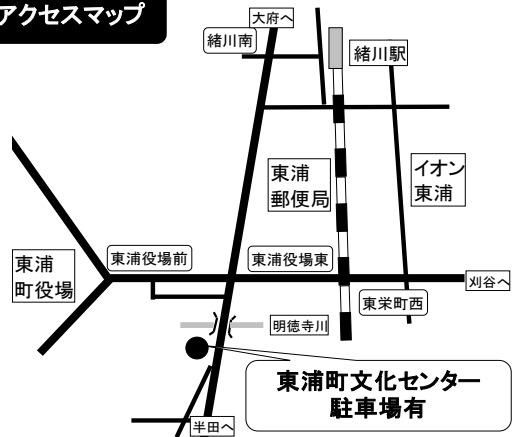 アクセスマップ
大府へ
緒川南
緒川駅
東浦
郵便局
イオン
東浦
東浦
町役場
東浦役場前
東浦役場東
刈谷へ
東栄町西
明徳寺川
東浦町文化センター
駐車場有
半田へ